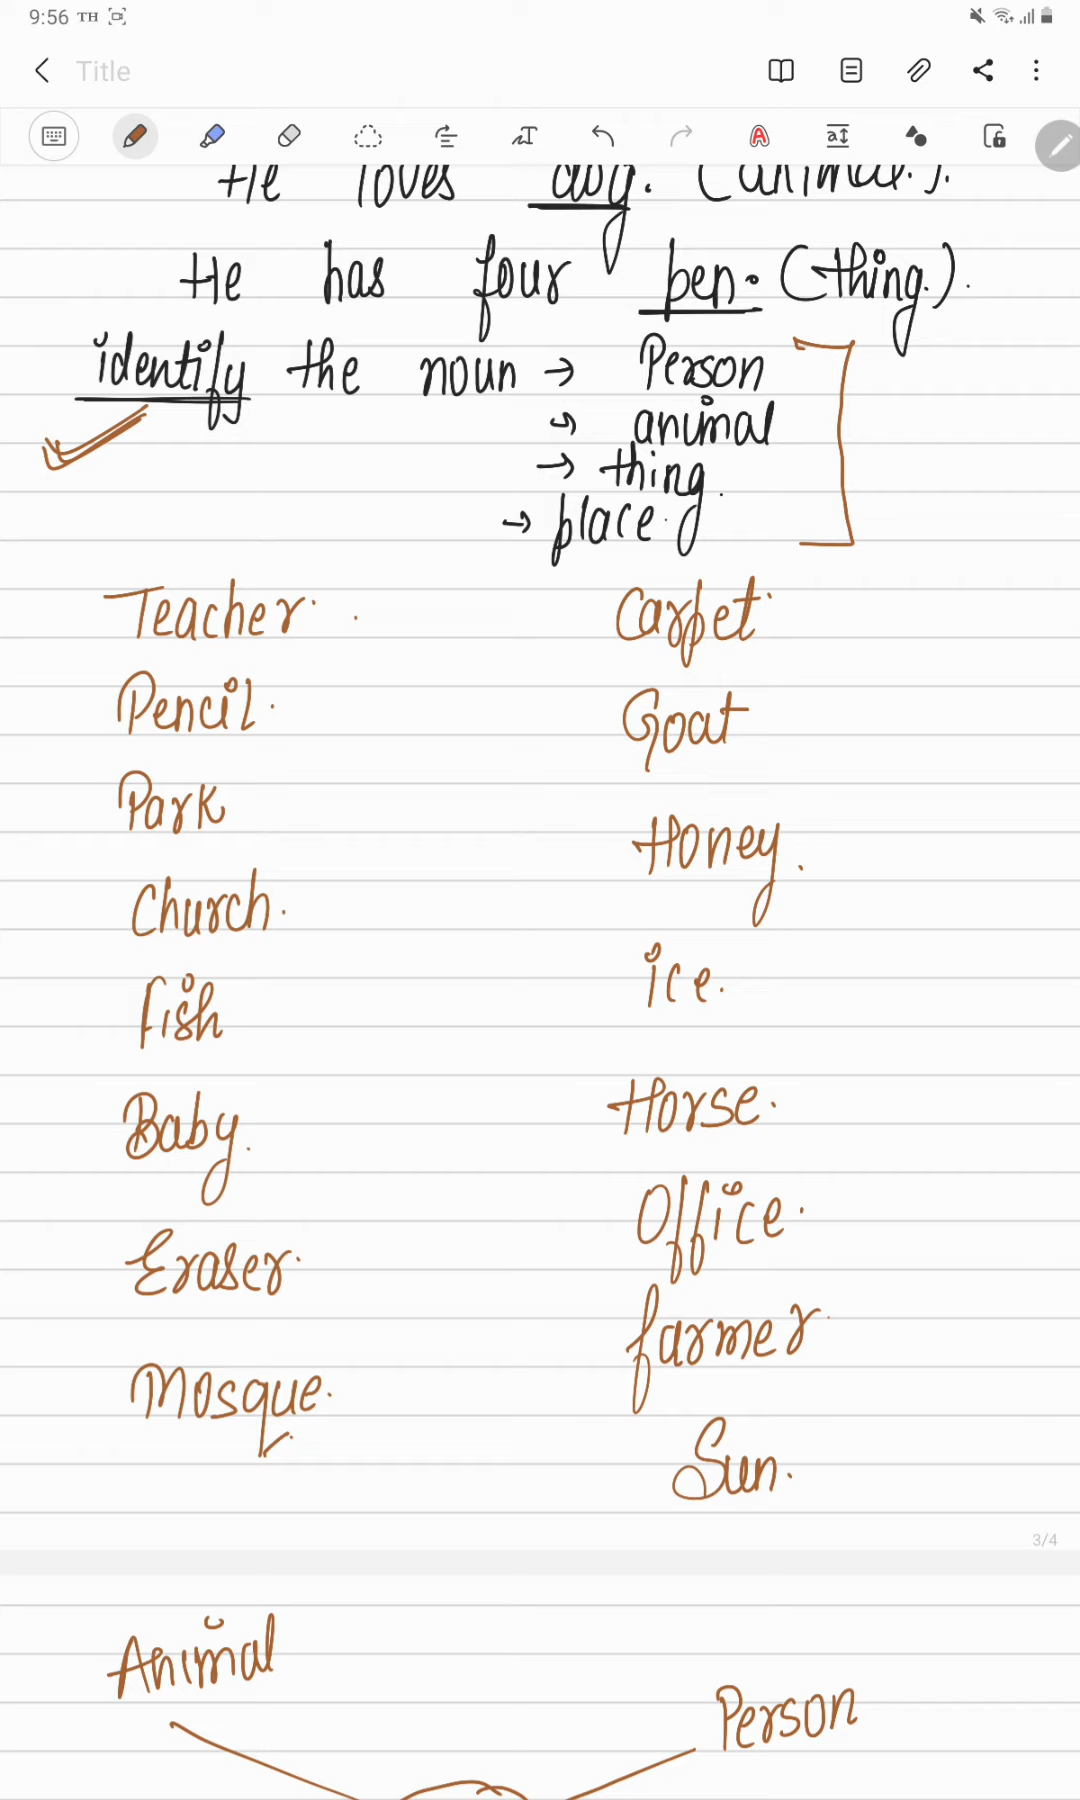 9:56 TH
Title
He loves dog. (animal.).
He has four pen. (thing.).
identify the noun → Person
→ animal
→ thing.
→ place.
Teacher.
Carpet.
Pencil.
Goat
Park
Honey.
Church.
ice.
fish
Horse.
Baby.
Office.
Eraser.
farmer.
Mosque.
Sun.
3/4
Animal
Person